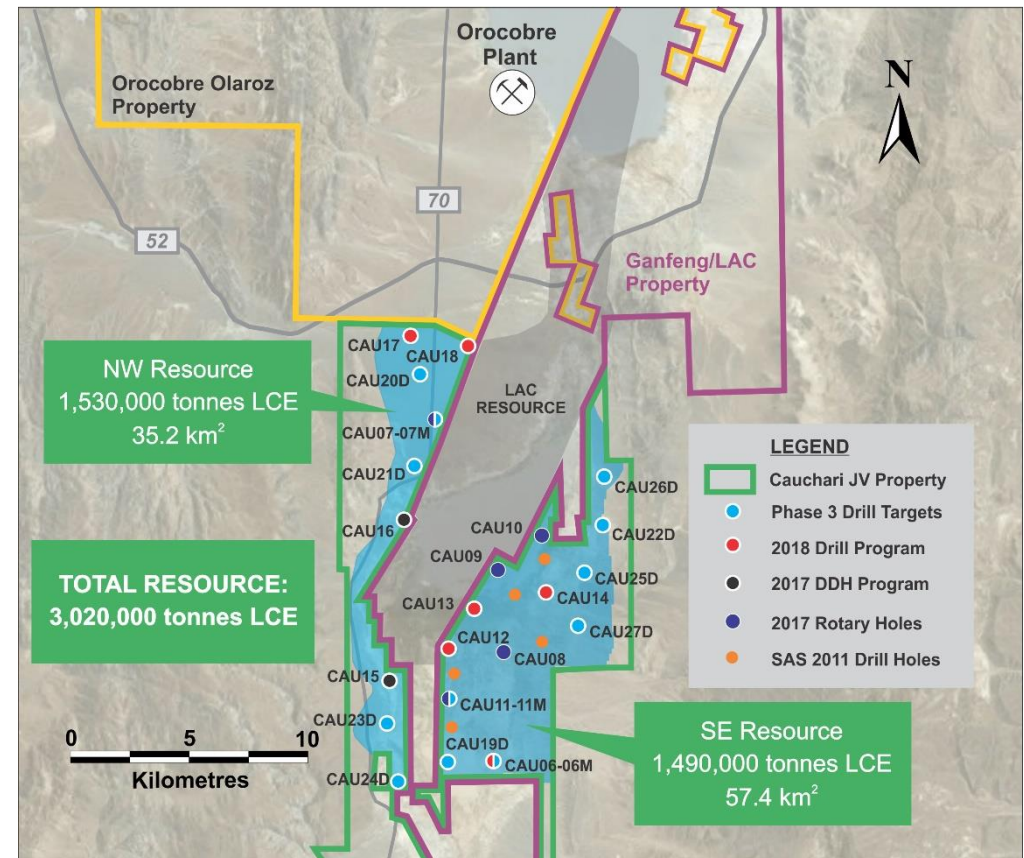 Orocobre
Plant
Orocobre Olaroz
Property
N
70
52
Ganfeng/LAC
Property
CAU17
CAU18
CAU20D
NW Resource
1,530,000 tonnes LCE
35.2 km²
LAC
RESOURCE
CAU07-07M
CAU21D
CAU16
CAU10
CAU09
CAU26D
CAU22D
CAU25D
CAU13
CAU14
CAU27D
CAU12
CAU08
TOTAL RESOURCE:
3,020,000 tonnes LCE
LEGEND
Cauchari JV Property
Phase 3 Drill Targets
2018 Drill Program
2017 DDH Program
2017 Rotary Holes
SAS 2011 Drill Holes
CAU15
CAU11-11M
CAU23D
CAU19D
CAU06-06M
CAU24D
0 5 10
Kilometres
SE Resource
1,490,000 tonnes LCE
57.4 km²